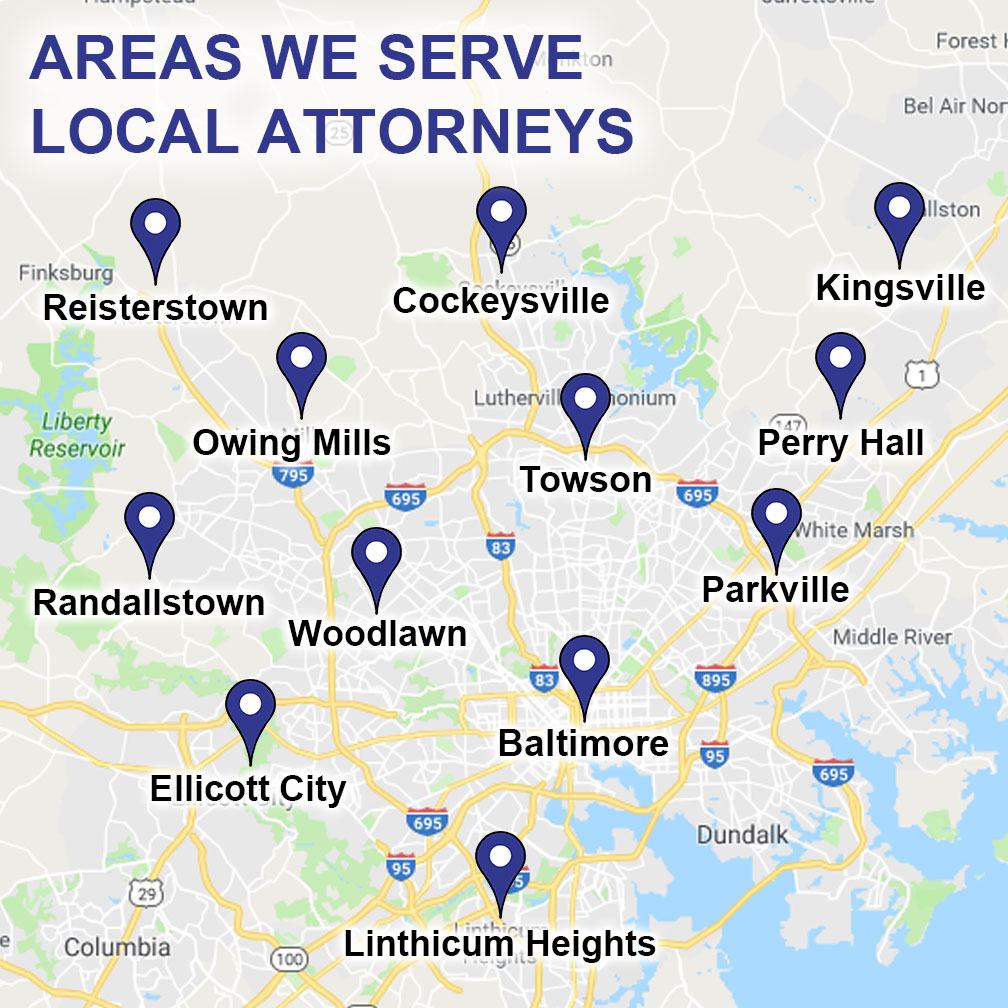 AREAS WE SERVE
LOCAL ATTORNEYS
Forest
Bel Air Nor
25
Finksburg
Reisterstown
Cockeysville
Kingsville
1
Liberty
Reservoir
Owing Mills
Lutherville
Towson
147
Perry Hall
795
695
695
83
White Marsh
Randallstown
Woodlawn
Parkville
Middle River
83
895
Baltimore
95
695
Ellicott City
695
Dundalk
95
29
Columbia
Linthicum Heights
100